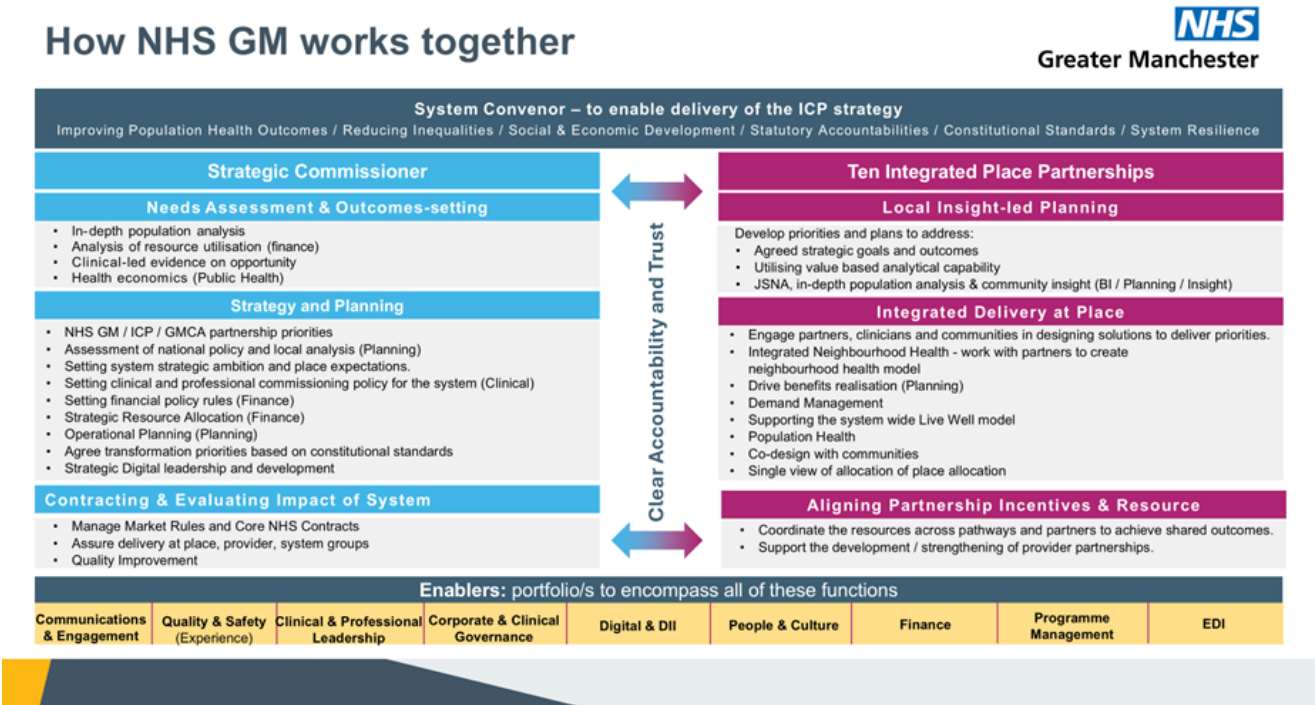 How NHS GM works together
NHS
Greater Manchester
System Convenor – to enable delivery of the ICP strategy
Improving Population Health Outcomes / Reducing Inequalities / Social & Economic Development / Statutory Accountabilities / Constitutional Standards / System Resilience
Strategic Commissioner
Needs Assessment & Outcomes-setting
• In-depth population analysis
• Analysis of resource utilisation (finance)
• Clinical-led evidence on opportunity
• Health economics (Public Health)
Strategy and Planning
• NHS GM / ICP / GMCA partnership priorities
• Assessment of national policy and local analysis (Planning)
• Setting system strategic ambition and place expectations.
• Setting clinical and professional commissioning policy for the system (Clinical)
• Setting financial policy rules (Finance)
• Strategic Resource Allocation (Finance)
• Operational Planning (Planning)
• Agree transformation priorities based on constitutional standards
• Strategic Digital leadership and development
Contracting & Evaluating Impact of System
• Manage Market Rules and Core NHS Contracts
• Assure delivery at place, provider, system groups
• Quality Improvement
Clear Accountability and Trust
Ten Integrated Place Partnerships
Local Insight-led Planning
Develop priorities and plans to address:
• Agreed strategic goals and outcomes
• Utilising value based analytical capability
• JSNA, in-depth population analysis & community insight (BI / Planning / Insight)
Integrated Delivery at Place
• Engage partners, clinicians and communities in designing solutions to deliver priorities.
• Integrated Neighbourhood Health - work with partners to create
neighbourhood health model
• Drive benefits realisation (Planning)
• Demand Management
• Supporting the system wide Live Well model
• Population Health
• Co-design with communities
• Single view of allocation of place allocation
Aligning Partnership Incentives & Resource
• Coordinate the resources across pathways and partners to achieve shared outcomes.
• Support the development / strengthening of provider partnerships.
Enablers: portfolio/s to encompass all of these functions
Communications
& Engagement
Quality & Safety
(Experience)
Clinical & Professional
Leadership
Corporate & Clinical
Governance
Digital & DII
People & Culture
Finance
Programme
Management
EDI